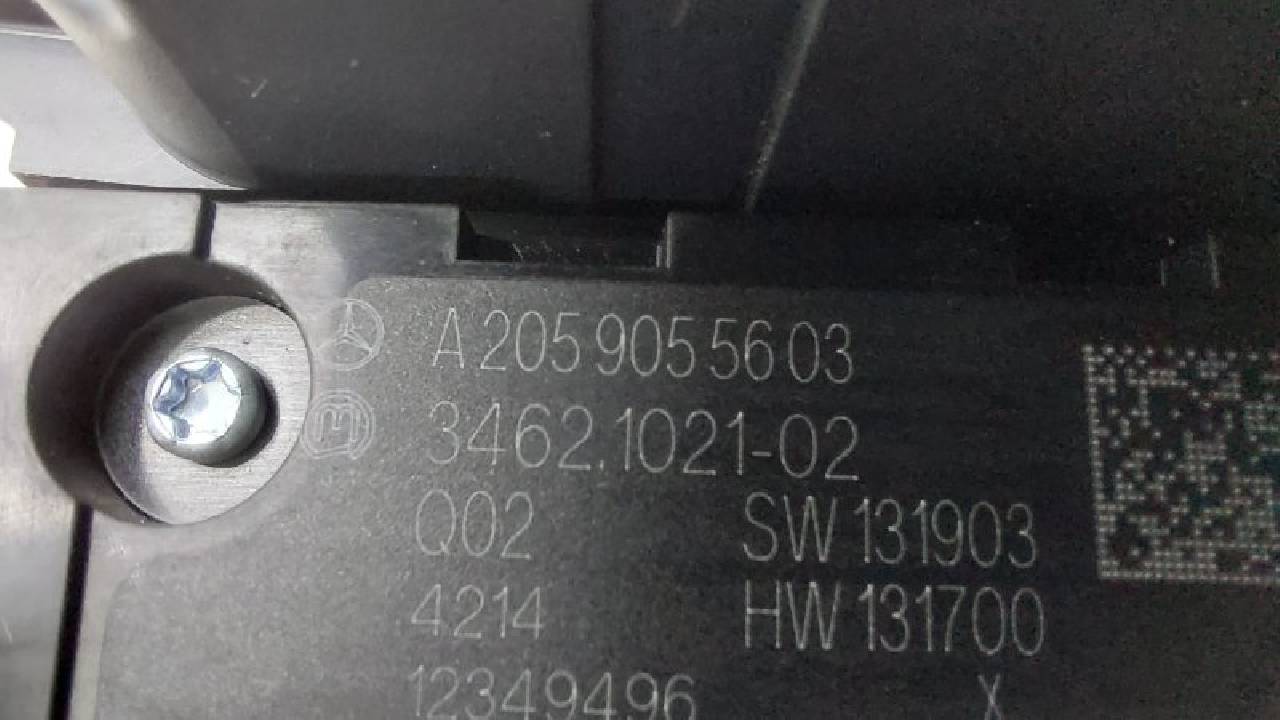 A 205 905 56 03
3462.1021-02
Q02 SW 131903
4214 HW 131700
12349496 X